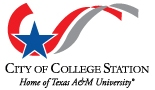 CITY OF COLLEGE STATION
Home of Texas A&M University®